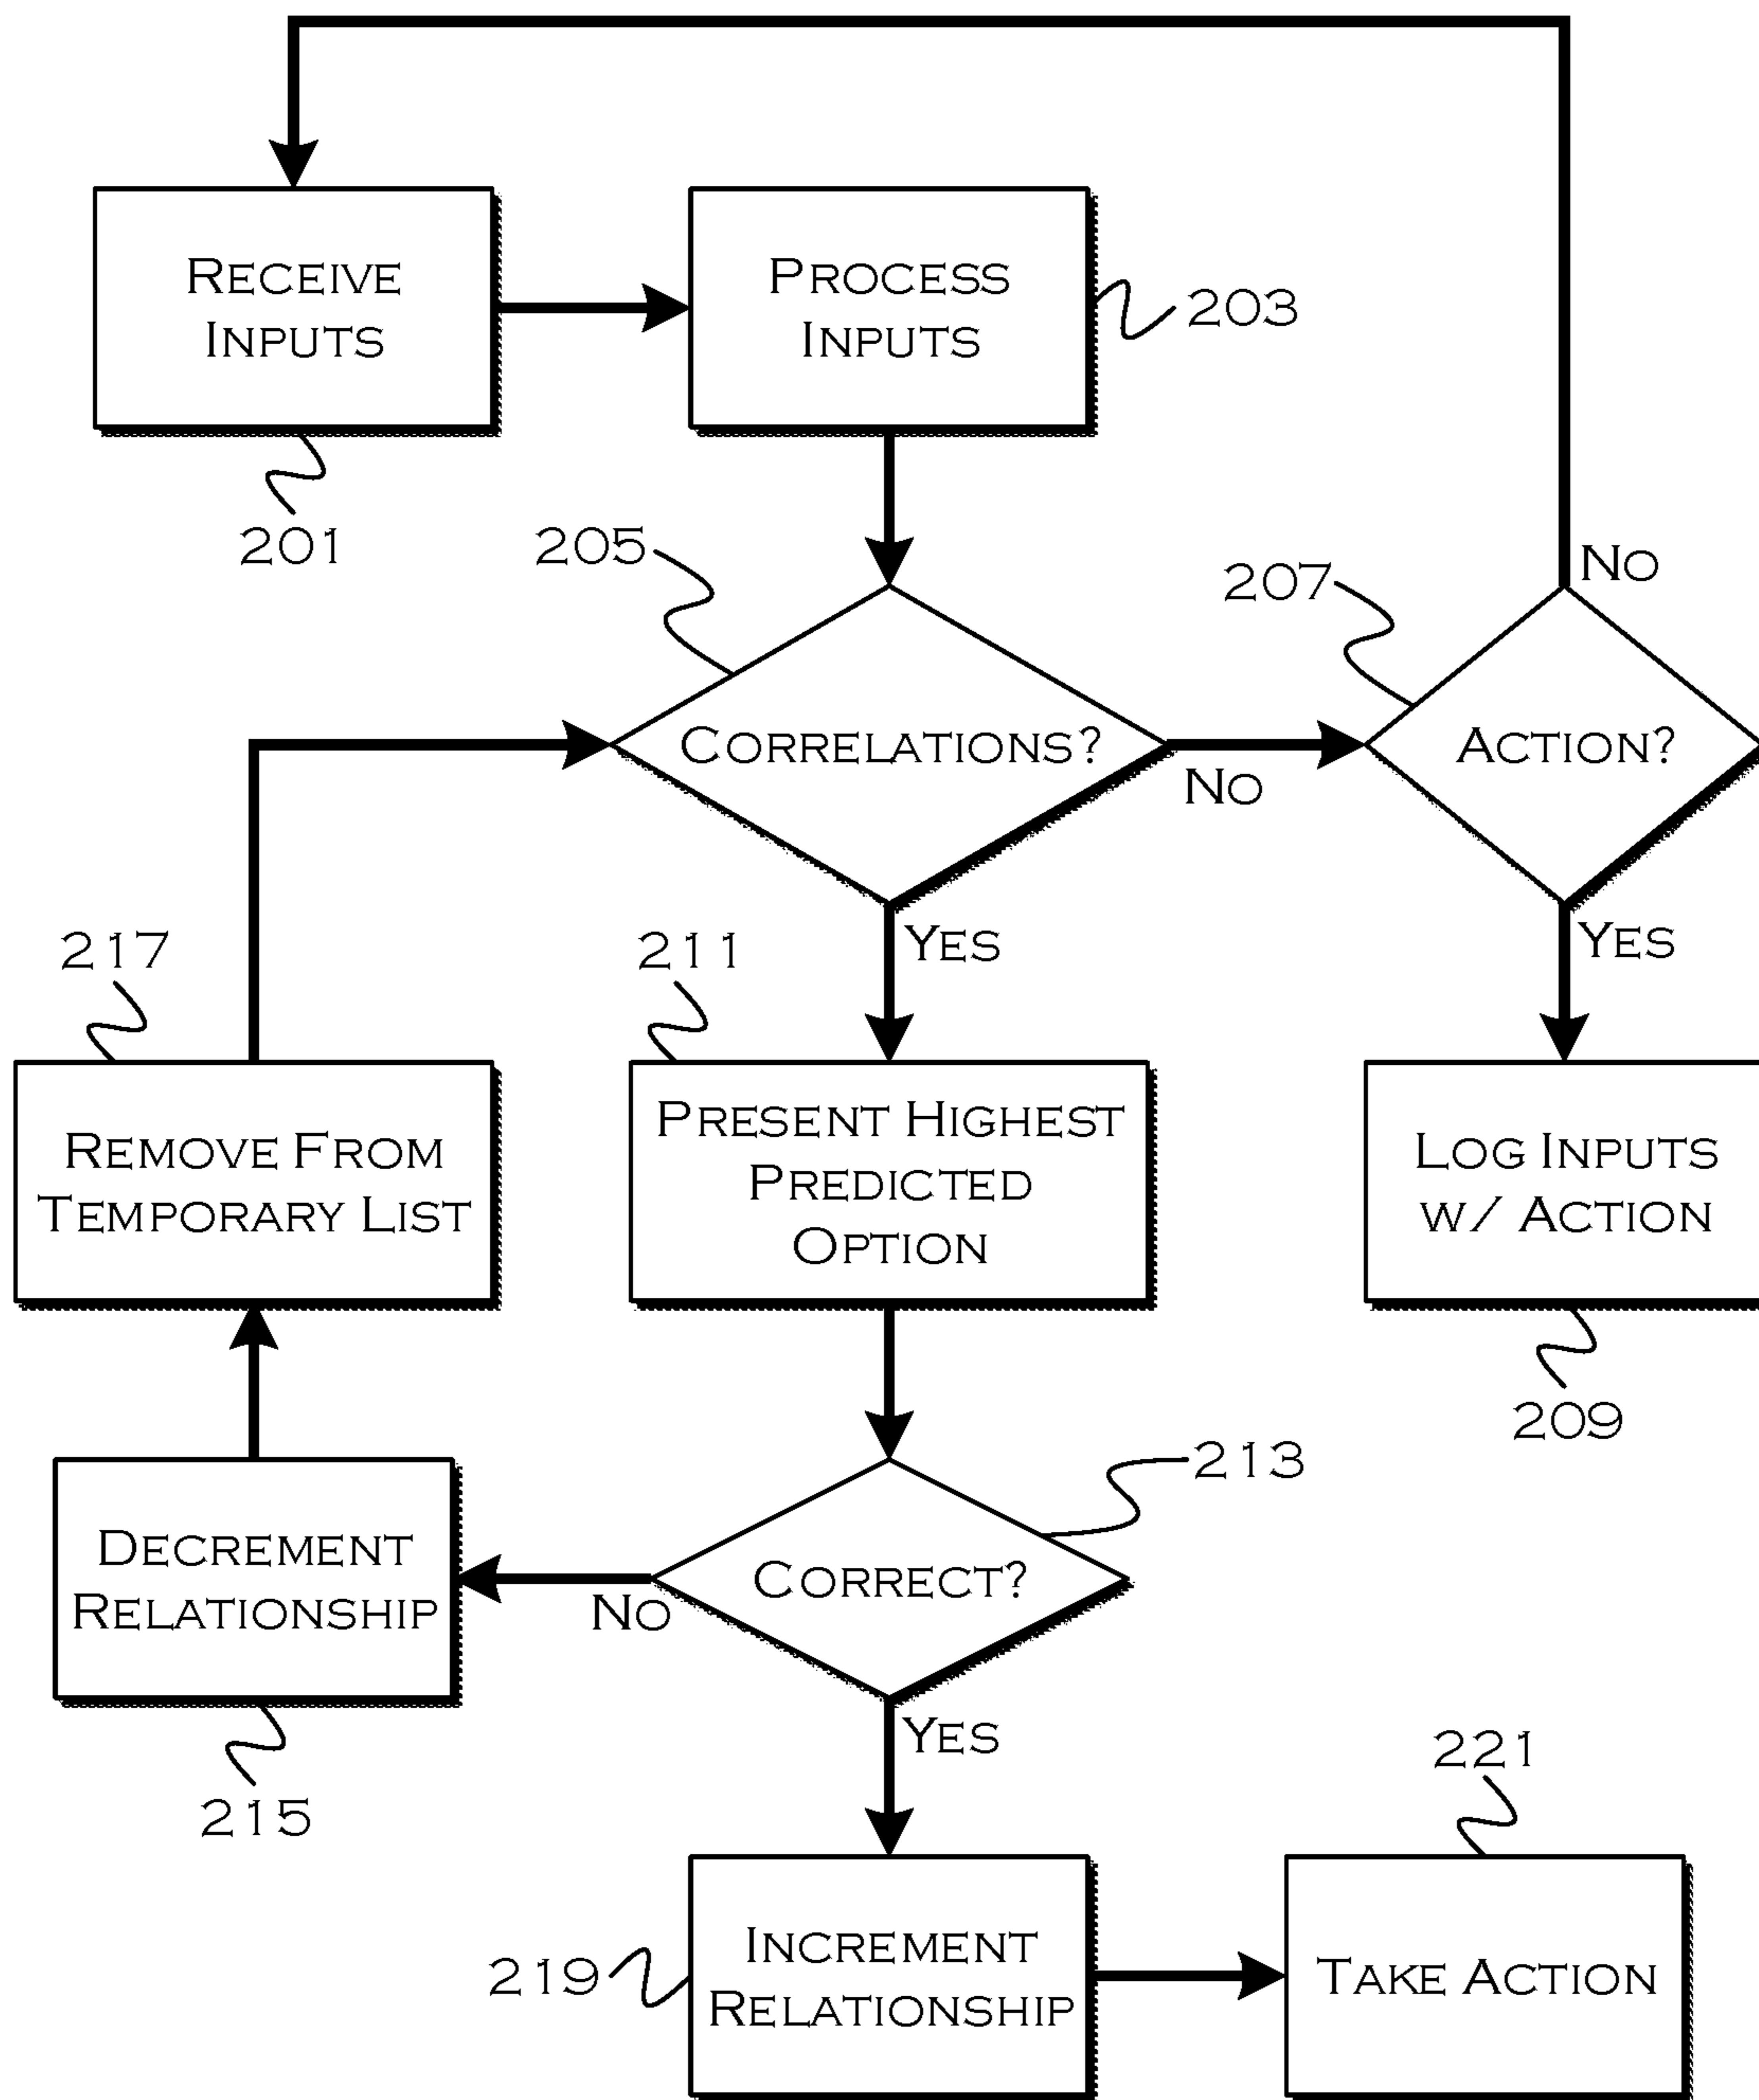 RECEIVE
INPUTS
PROCESS
INPUTS
203
201
205
207
NO
CORRELATIONS?
NO
ACTION?
YES
YES
217
211
REMOVE FROM
TEMPORARY LIST
PRESENT HIGHEST
PREDICTED
OPTION
LOG INPUTS
W/ ACTION
209
213
DECREMENT
RELATIONSHIP
NO
CORRECT?
YES
215
221
219
INCREMENT
RELATIONSHIP
TAKE ACTION